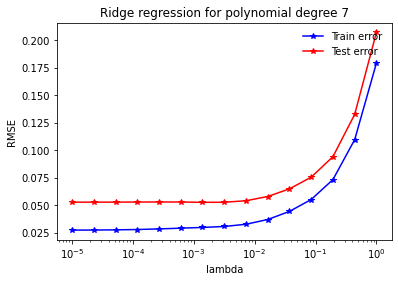 Ridge regression for polynomial degree 7
Train error
Test error
RMSE
0.200
0.175
0.150
0.125
0.100
0.075
0.050
0.025
10⁻⁵
10⁻⁴
10⁻³
10⁻²
10⁻¹
10⁰
lambda